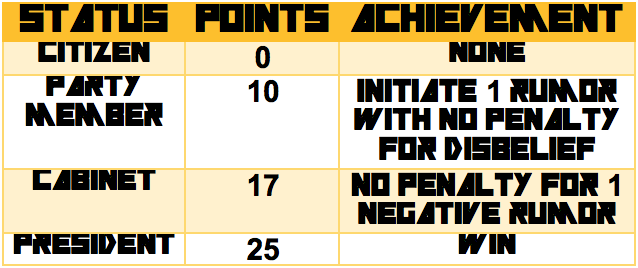 STATUS POINTS ACHIEVEMENT
CITIZEN 0 NONE
PARTY MEMBER 10 INITIATE 1 RUMOR
WITH NO PENALTY
FOR DISBELIEF
CABINET 17 NO PENALTY FOR 1
NEGATIVE RUMOR
PRESIDENT 25 WIN